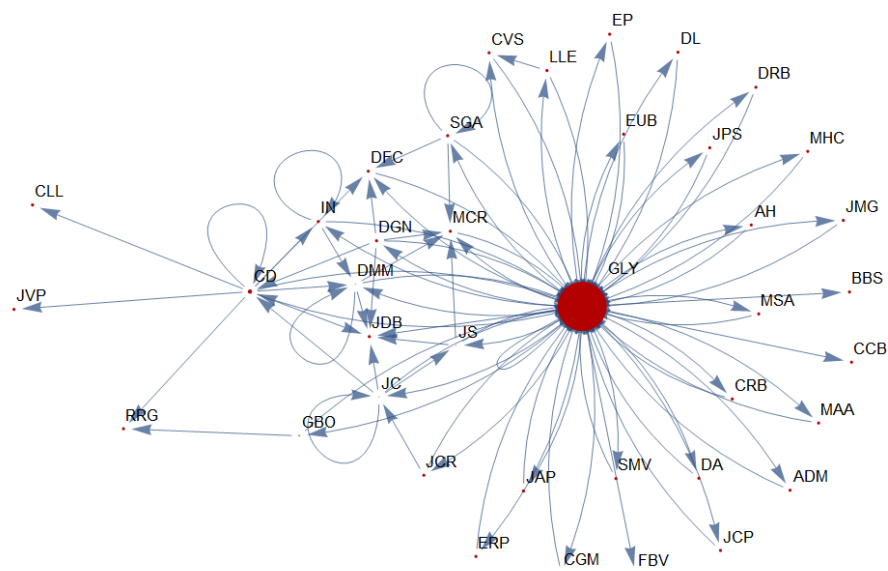 EP
CVS
DL
LLE
DRB
SGA
EUB
JPS
MHC
DFC
CLL
IN
MCR
JMG
DGN
AH
CD
DMM
GLY
BBS
JVP
MSA
JDB
JS
CCB
JC
CRB
RRG
GBO
MAA
JCR
SMV
DA
JAP
ADM
ERP
CGM
FBV
JCP